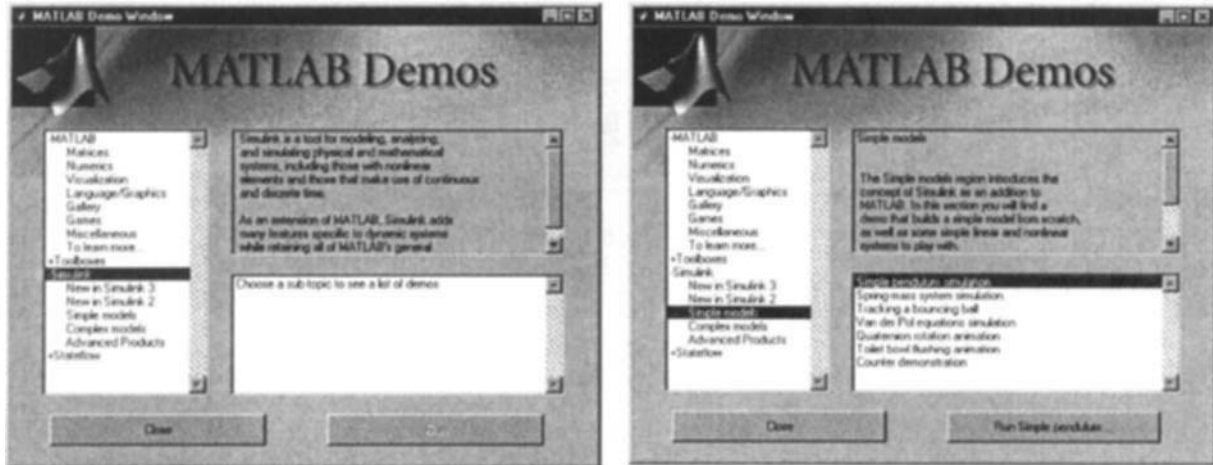 MATLAB Demo Window
MATLAB Demos
-MATLAB
Matrices
Numerics
Visualization
Language/Graphics
Gallery
Games
Miscellaneous
To learn more...
+Toolboxes
-Simulink
New in Simulink 3
New in Simulink 2
Simple models
Complex models
Advanced Products
+Stateflow
Simulink is a tool for modeling, analyzing,
and simulating physical and mathematical
systems, including those with nonlinear
elements and those that make use of continuous
and discrete time.
As an extension of MATLAB, Simulink adds
many features specific to dynamic systems
while retaining all of MATLAB's general
Choose a sub-topic to see a list of demos
Close
MATLAB Demo Window
MATLAB Demos
-MATLAB
Matrices
Numerics
Visualization
Language/Graphics
Gallery
Games
Miscellaneous
To learn more...
+Toolboxes
-Simulink
New in Simulink 3
New in Simulink 2
Simple models
Complex models
Advanced Products
+Stateflow
Simple models
The Simple models region introduces the
concept of Simulink as an addition to
MATLAB. In this section you will find a
demo that builds a simple model from scratch,
as well as some simple linear and nonlinear
systems to play with.
Simple pendulum simulation
Spring-mass system simulation
Tracking a bouncing ball
Van der Pol equations simulation
Quaternion rotation animation
Toilet bowl flushing animation
Counter demonstration
Close
Run Simple pendulum ...